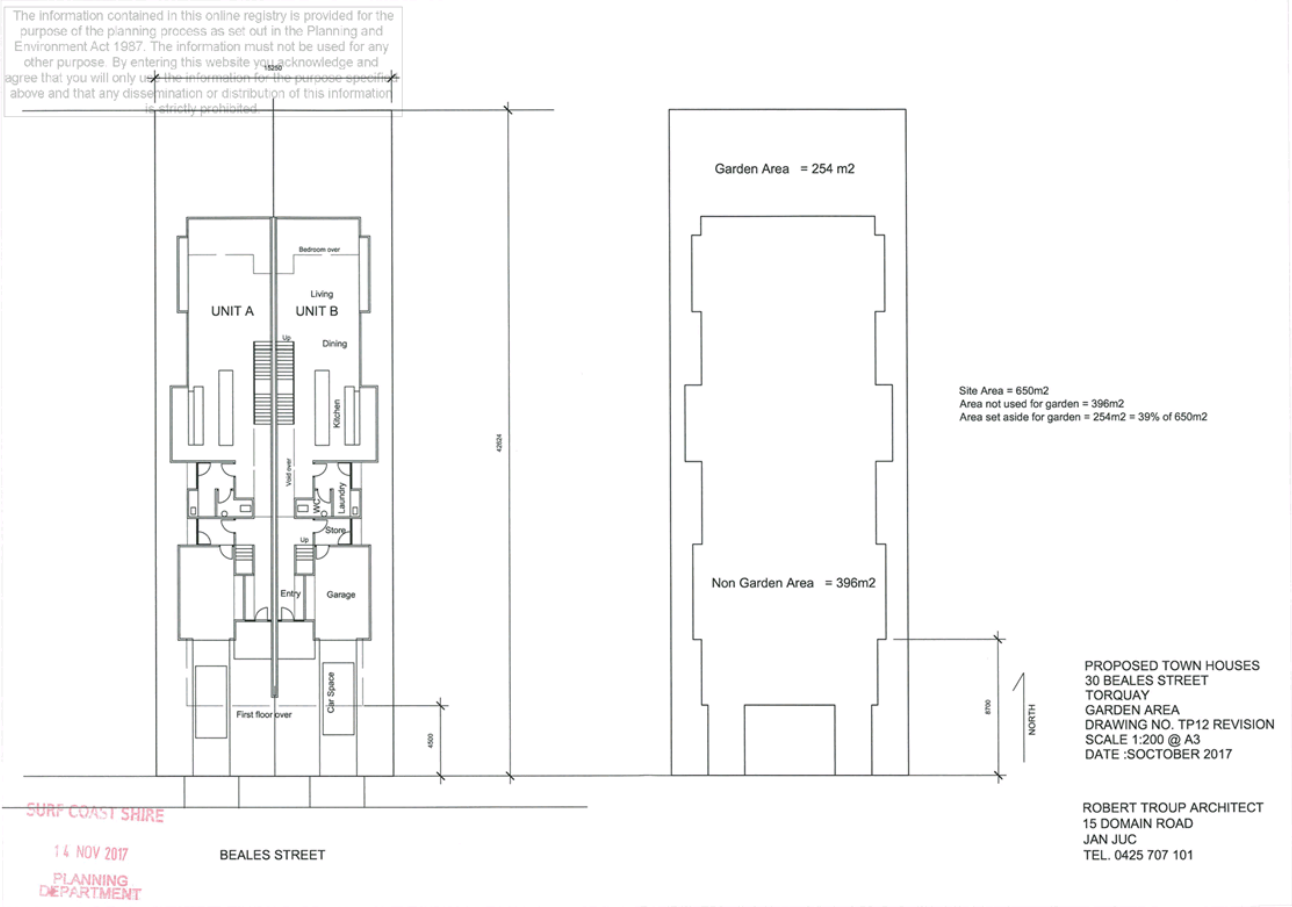 The information contained in this online registry is provided for the
purpose of the planning process as set out in the Planning and
Environment Act 1987. The information must not be used for any
other purpose. By entering this website you acknowledge and
agree that you will only use the information for the purpose specified
above and that any dissemination or distribution of this information
is strictly prohibited.
15250
Garden Area = 254 m2
Bedroom over
Living
UNIT A
UNIT B
Up
Dining
Kitchen
42624
Site Area = 650m2
Area not used for garden = 396m2
Area set aside for garden = 254m2 = 39% of 650m2
Void over
WC
Laundry
Store
Up
Entry
Garage
Non Garden Area = 396m2
Car Space
First floor over
4500
8700
NORTH
PROPOSED TOWN HOUSES
30 BEALES STREET
TORQUAY
GARDEN AREA
DRAWING NO. TP12 REVISION
SCALE 1:200 @ A3
DATE :SOCTOBER 2017
ROBERT TROUP ARCHITECT
15 DOMAIN ROAD
JAN JUC
TEL. 0425 707 101
SURF COAST SHIRE
14 NOV 2017
PLANNING
DEPARTMENT
BEALES STREET